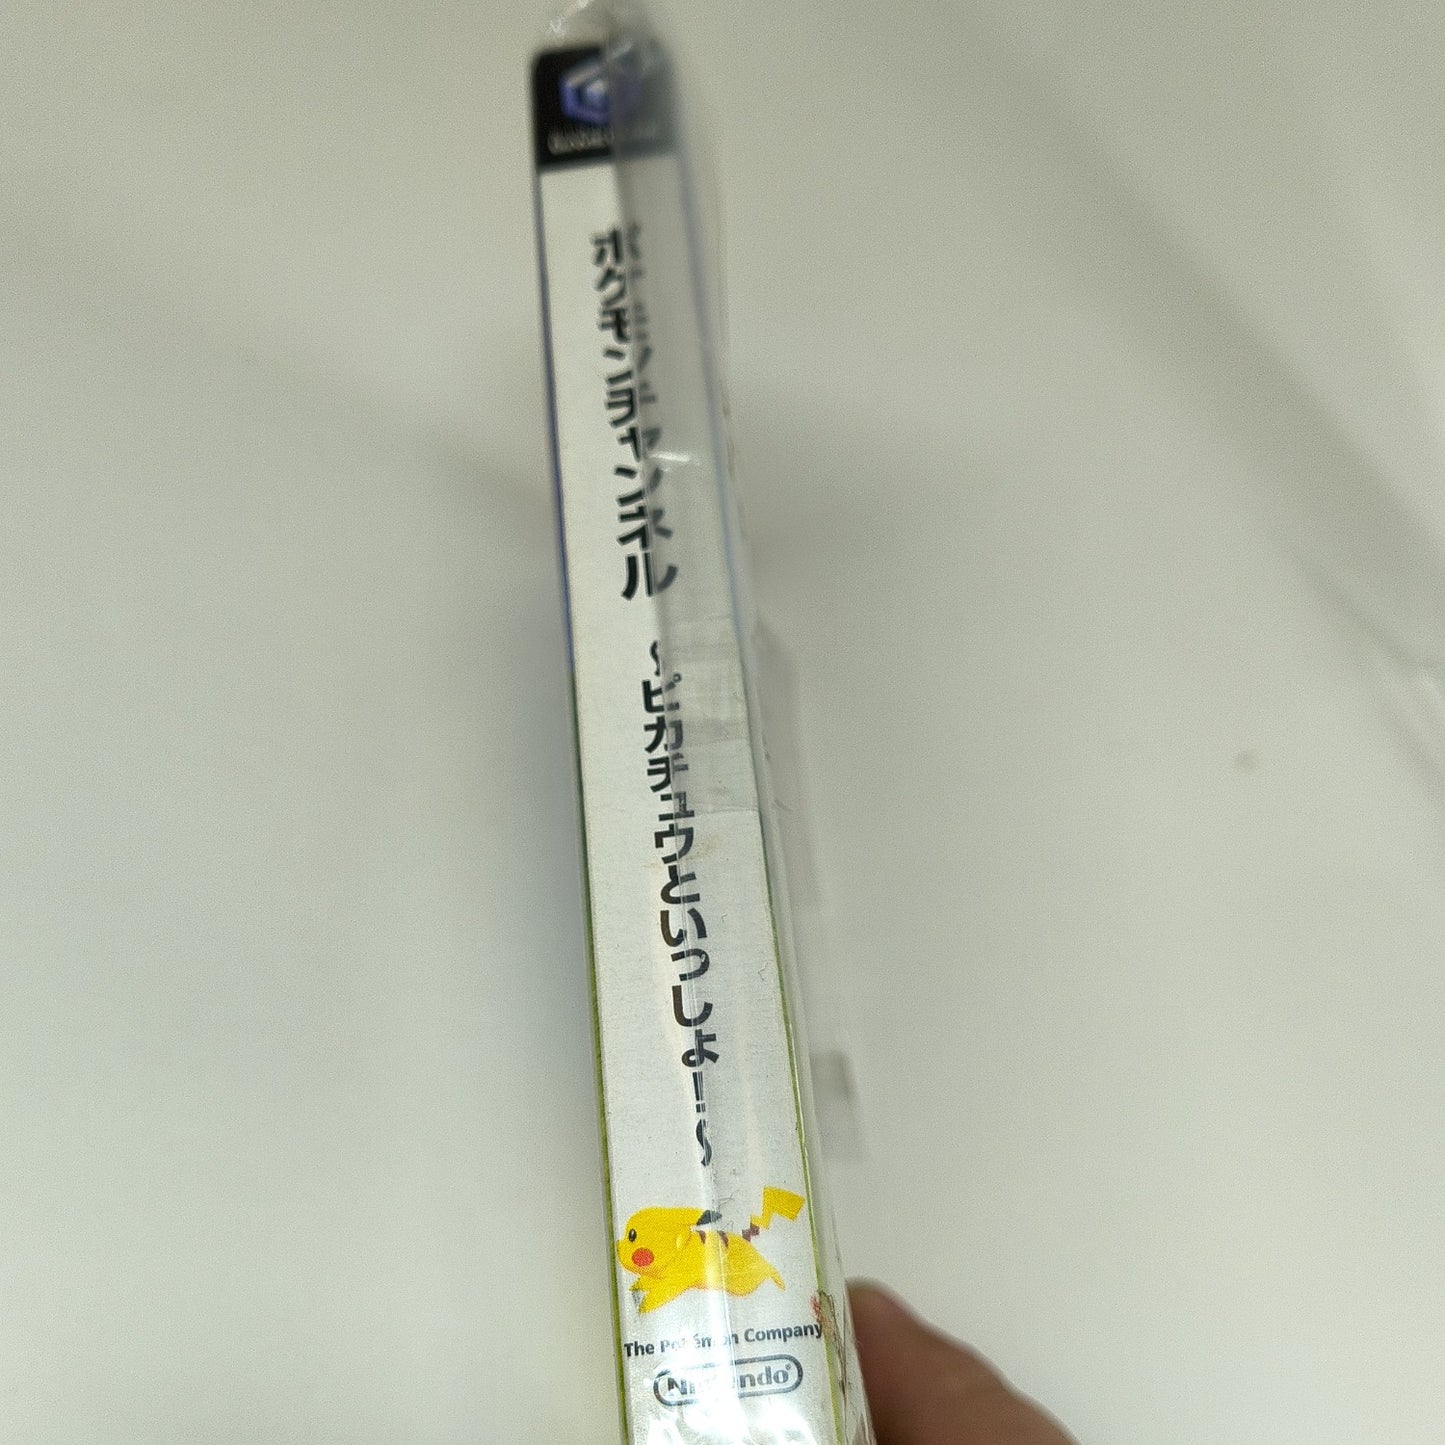 ポケモンチャンネル
~ピカチュウといっしょ!!~
The Pokémon Company
Nintendo